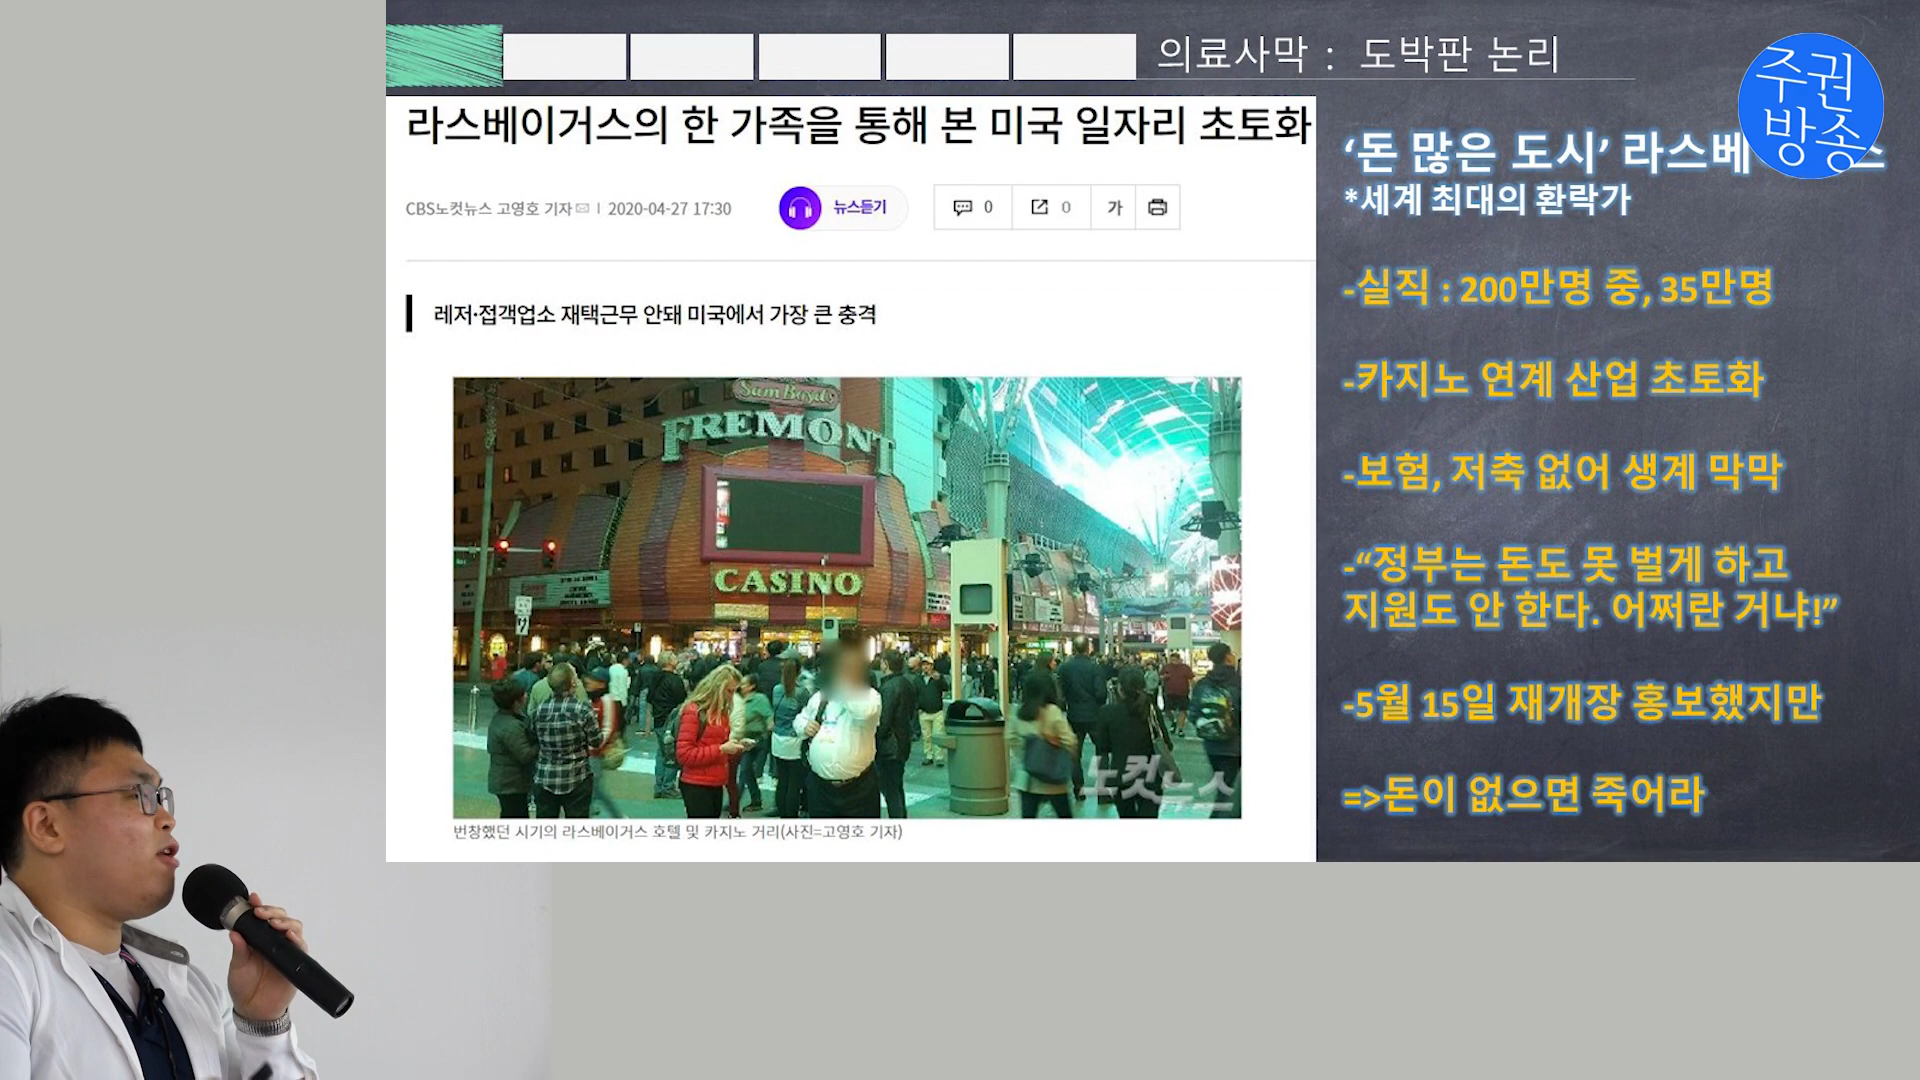 의료사막 : 도박판 논리
주권
방송
라스베이거스의 한 가족을 통해 본 미국 일자리 초토화
CBS노컷뉴스 고영호 기자 | 2020-04-27 17:30
뉴스듣기
0
0
가
레저·접객업소 재택근무 안돼 미국에서 가장 큰 충격
Sam Boyd's
FREMONT
CASINO
노컷뉴스
번창했던 시기의 라스베이거스 호텔 및 카지노 거리(사진=고영호 기자)
‘돈 많은 도시’ 라스베 스
*세계 최대의 환락가
-실직 : 200만명 중, 35만명
-카지노 연계 산업 초토화
-보험, 저축 없어 생계 막막
-“정부는 돈도 못 벌게 하고
지원도 안 한다. 어쩌란 거냐!”
-5월 15일 재개장 홍보했지만
=>돈이 없으면 죽어라